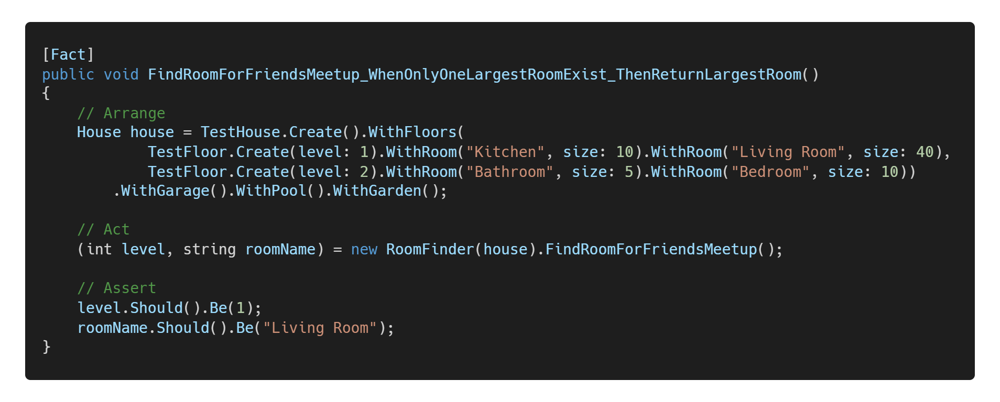 [Fact]
public void FindRoomForFriendsMeetup_WhenOnlyOneLargestRoomExist_ThenReturnLargestRoom()
{
    // Arrange
    House house = TestHouse.Create().WithFloors(
            TestFloor.Create(level: 1).WithRoom("Kitchen", size: 10).WithRoom("Living Room", size: 40),
            TestFloor.Create(level: 2).WithRoom("Bathroom", size: 5).WithRoom("Bedroom", size: 10))
        .WithGarage().WithPool().WithGarden();

    // Act
    (int level, string roomName) = new RoomFinder(house).FindRoomForFriendsMeetup();

    // Assert
    level.Should().Be(1);
    roomName.Should().Be("Living Room");
}